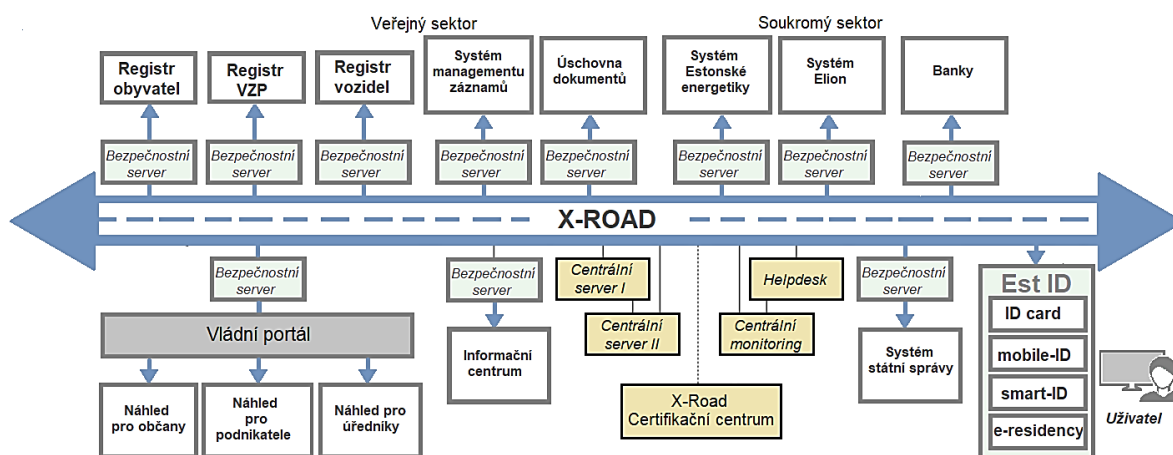 Veřejný sektor
Soukromý sektor
Registr
obyvatel
Registr
VZP
Registr
vozidel
Systém
managementu
záznamů
Úschovna
dokumentů
Systém
Estonské
energetiky
Systém
Elion
Banky
Bezpečnostní
server
Bezpečnostní
server
Bezpečnostní
server
Bezpečnostní
server
Bezpečnostní
server
Bezpečnostní
server
Bezpečnostní
server
Bezpečnostní
server
X-ROAD
Bezpečnostní
server
Vládní portál
Náhled
pro občany
Náhled
pro
podnikatele
Náhled pro
úředníky
Bezpečnostní
server
Informační
centrum
Centrální
server I
Centrální
server II
Helpdesk
Centrální
monitoring
X-Road
Certifikační centrum
Bezpečnostní
server
Systém
státní správy
Est ID
ID card
mobile-ID
smart-ID
e-residency
Uživatel